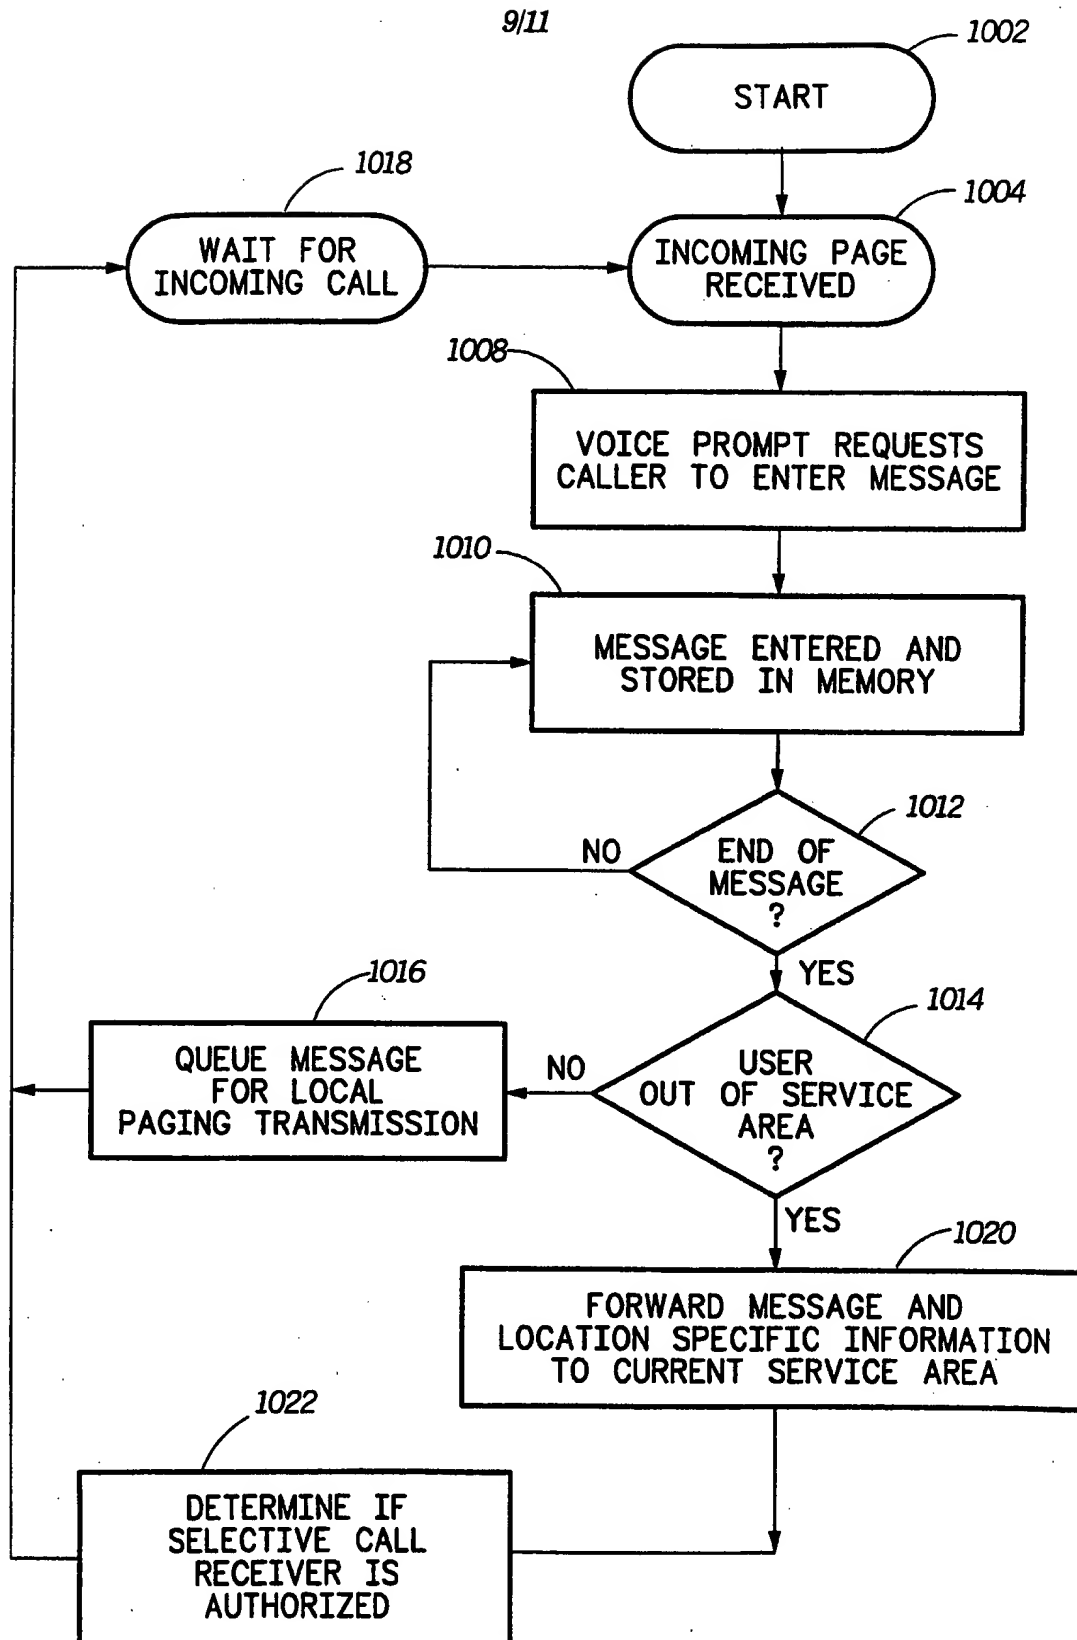 9/11
1002
START
1018
1004
WAIT FOR
INCOMING CALL
INCOMING PAGE
RECEIVED
1008
VOICE PROMPT REQUESTS
CALLER TO ENTER MESSAGE
1010
MESSAGE ENTERED AND
STORED IN MEMORY
1012
NO
END OF
MESSAGE
?
YES
1016
1014
QUEUE MESSAGE
FOR LOCAL
PAGING TRANSMISSION
NO
USER
OUT OF SERVICE
AREA
?
YES
1020
FORWARD MESSAGE AND
LOCATION SPECIFIC INFORMATION
TO CURRENT SERVICE AREA
1022
DETERMINE IF
SELECTIVE CALL
RECEIVER IS
AUTHORIZED